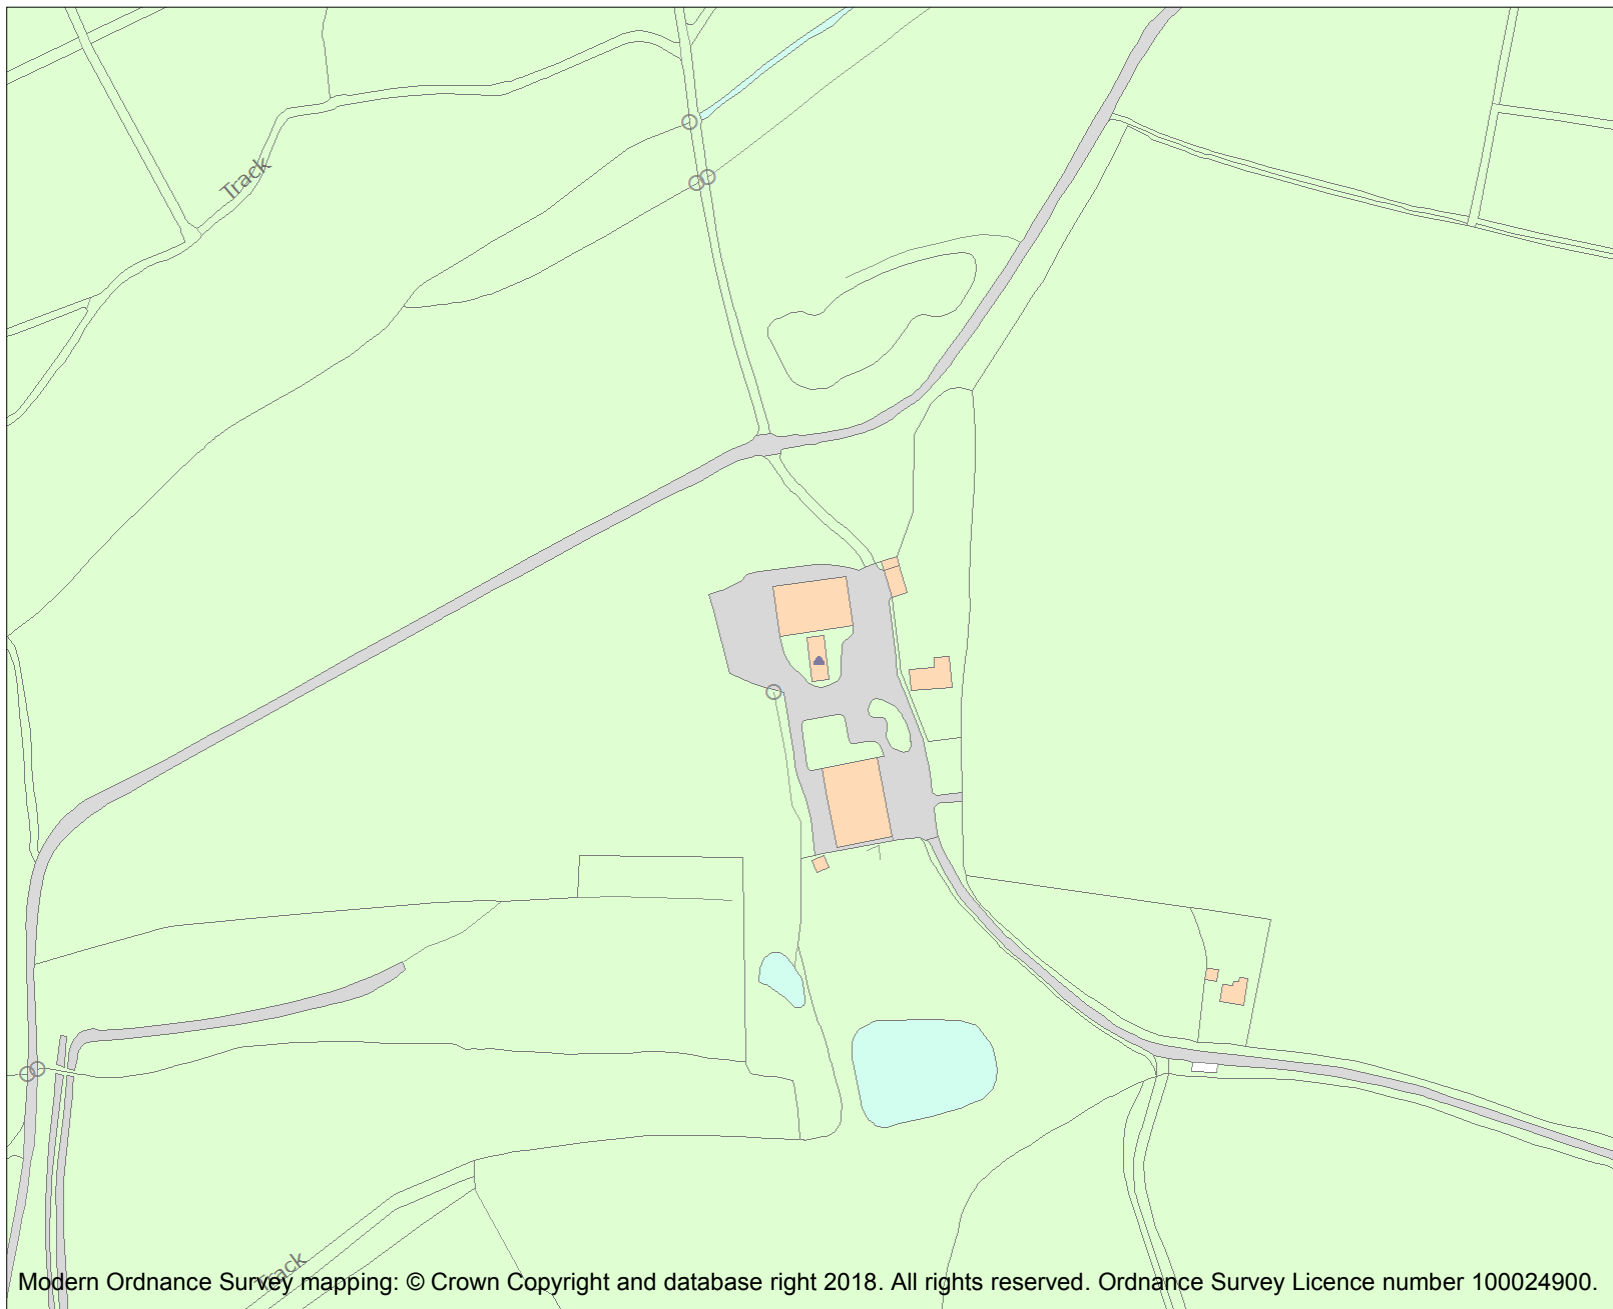 Track
Track
Modern Ordnance Survey mapping: © Crown Copyright and database right 2018. All rights reserved. Ordnance Survey Licence number 100024900.